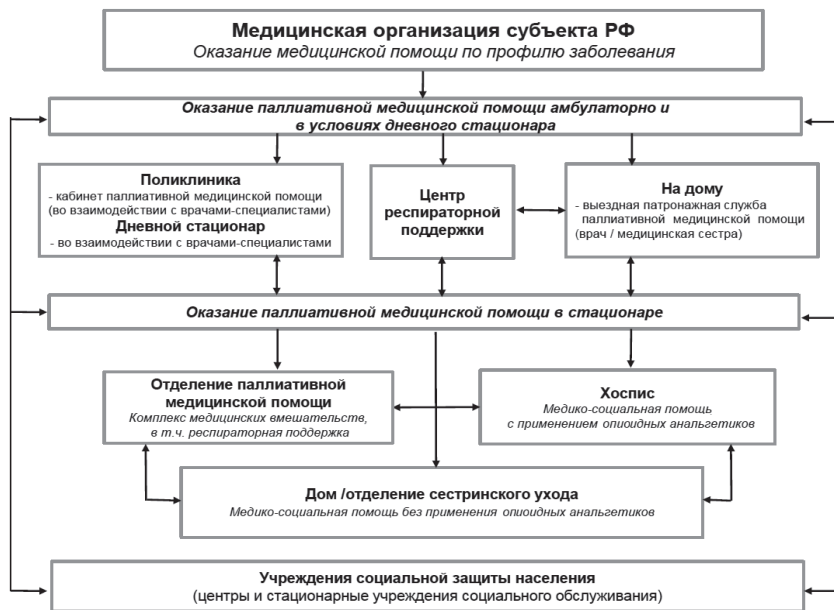 Медицинская организация субъекта РФ
Оказание медицинской помощи по профилю заболевания
Оказание паллиативной медицинской помощи амбулаторно и
в условиях дневного стационара
Поликлиника
- кабинет паллиативной медицинской помощи
(во взаимодействии с врачами-специалистами)
Дневной стационар
- во взаимодействии с врачами-специалистами
Центр
респираторной
поддержки
На дому
- выездная патронажная служба
паллиативной медицинской помощи
(врач / медицинская сестра)
Оказание паллиативной медицинской помощи в стационаре
Отделение паллиативной
медицинской помощи
Комплекс медицинских вмешательств,
в т.ч. респираторная поддержка
Хоспис
Медико-социальная помощь
с применением опиоидных анальгетиков
Дом /отделение сестринского ухода
Медико-социальная помощь без применения опиоидных анальгетиков
Учреждения социальной защиты населения
(центры и стационарные учреждения социального обслуживания)